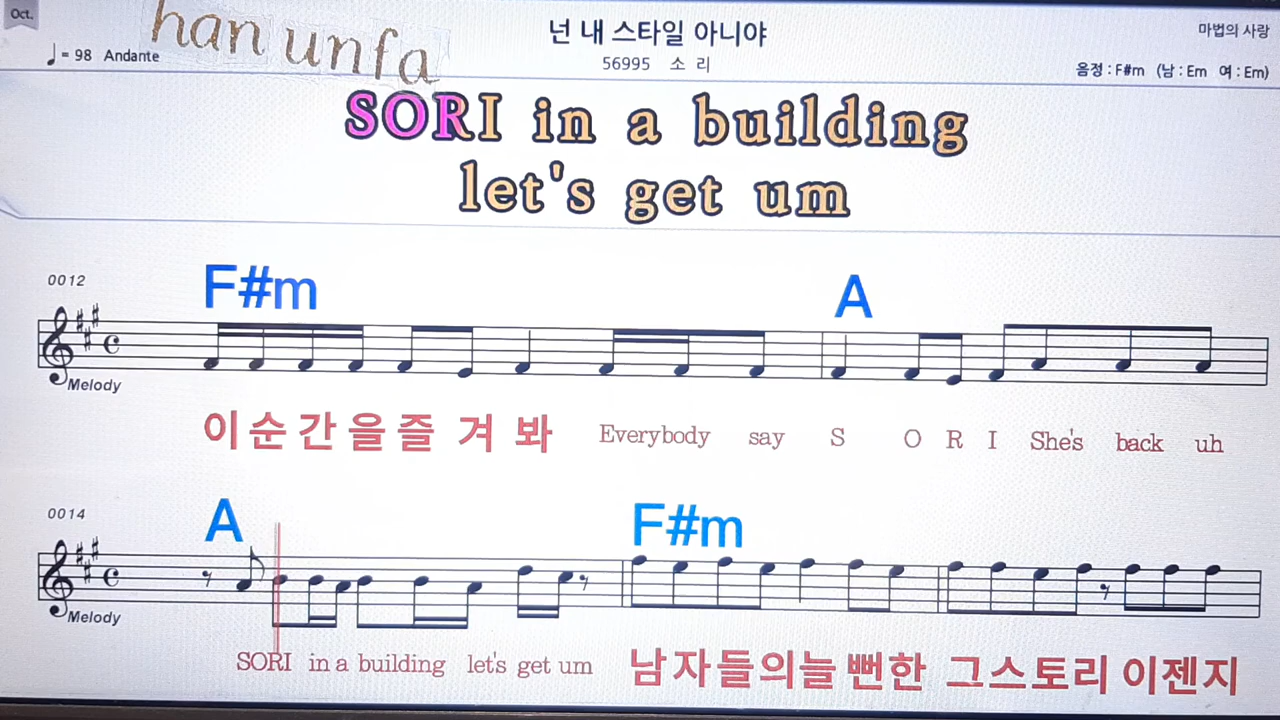 Oct.
han unfa
♩ = 98 Andante
넌 내 스타일 아니야
마법의 사랑
56995 소 리
음정 : F#m (남 : Em 여 : Em)
SORI in a building
let's get um
0012
F#m A
Melody
이 순 간 을 즐 겨 봐 Everybody say S O R I She's back uh
0014
A F#m
Melody
SORI in a building let's get um 남 자 들의늘 뻔한 그스토리 이젠지